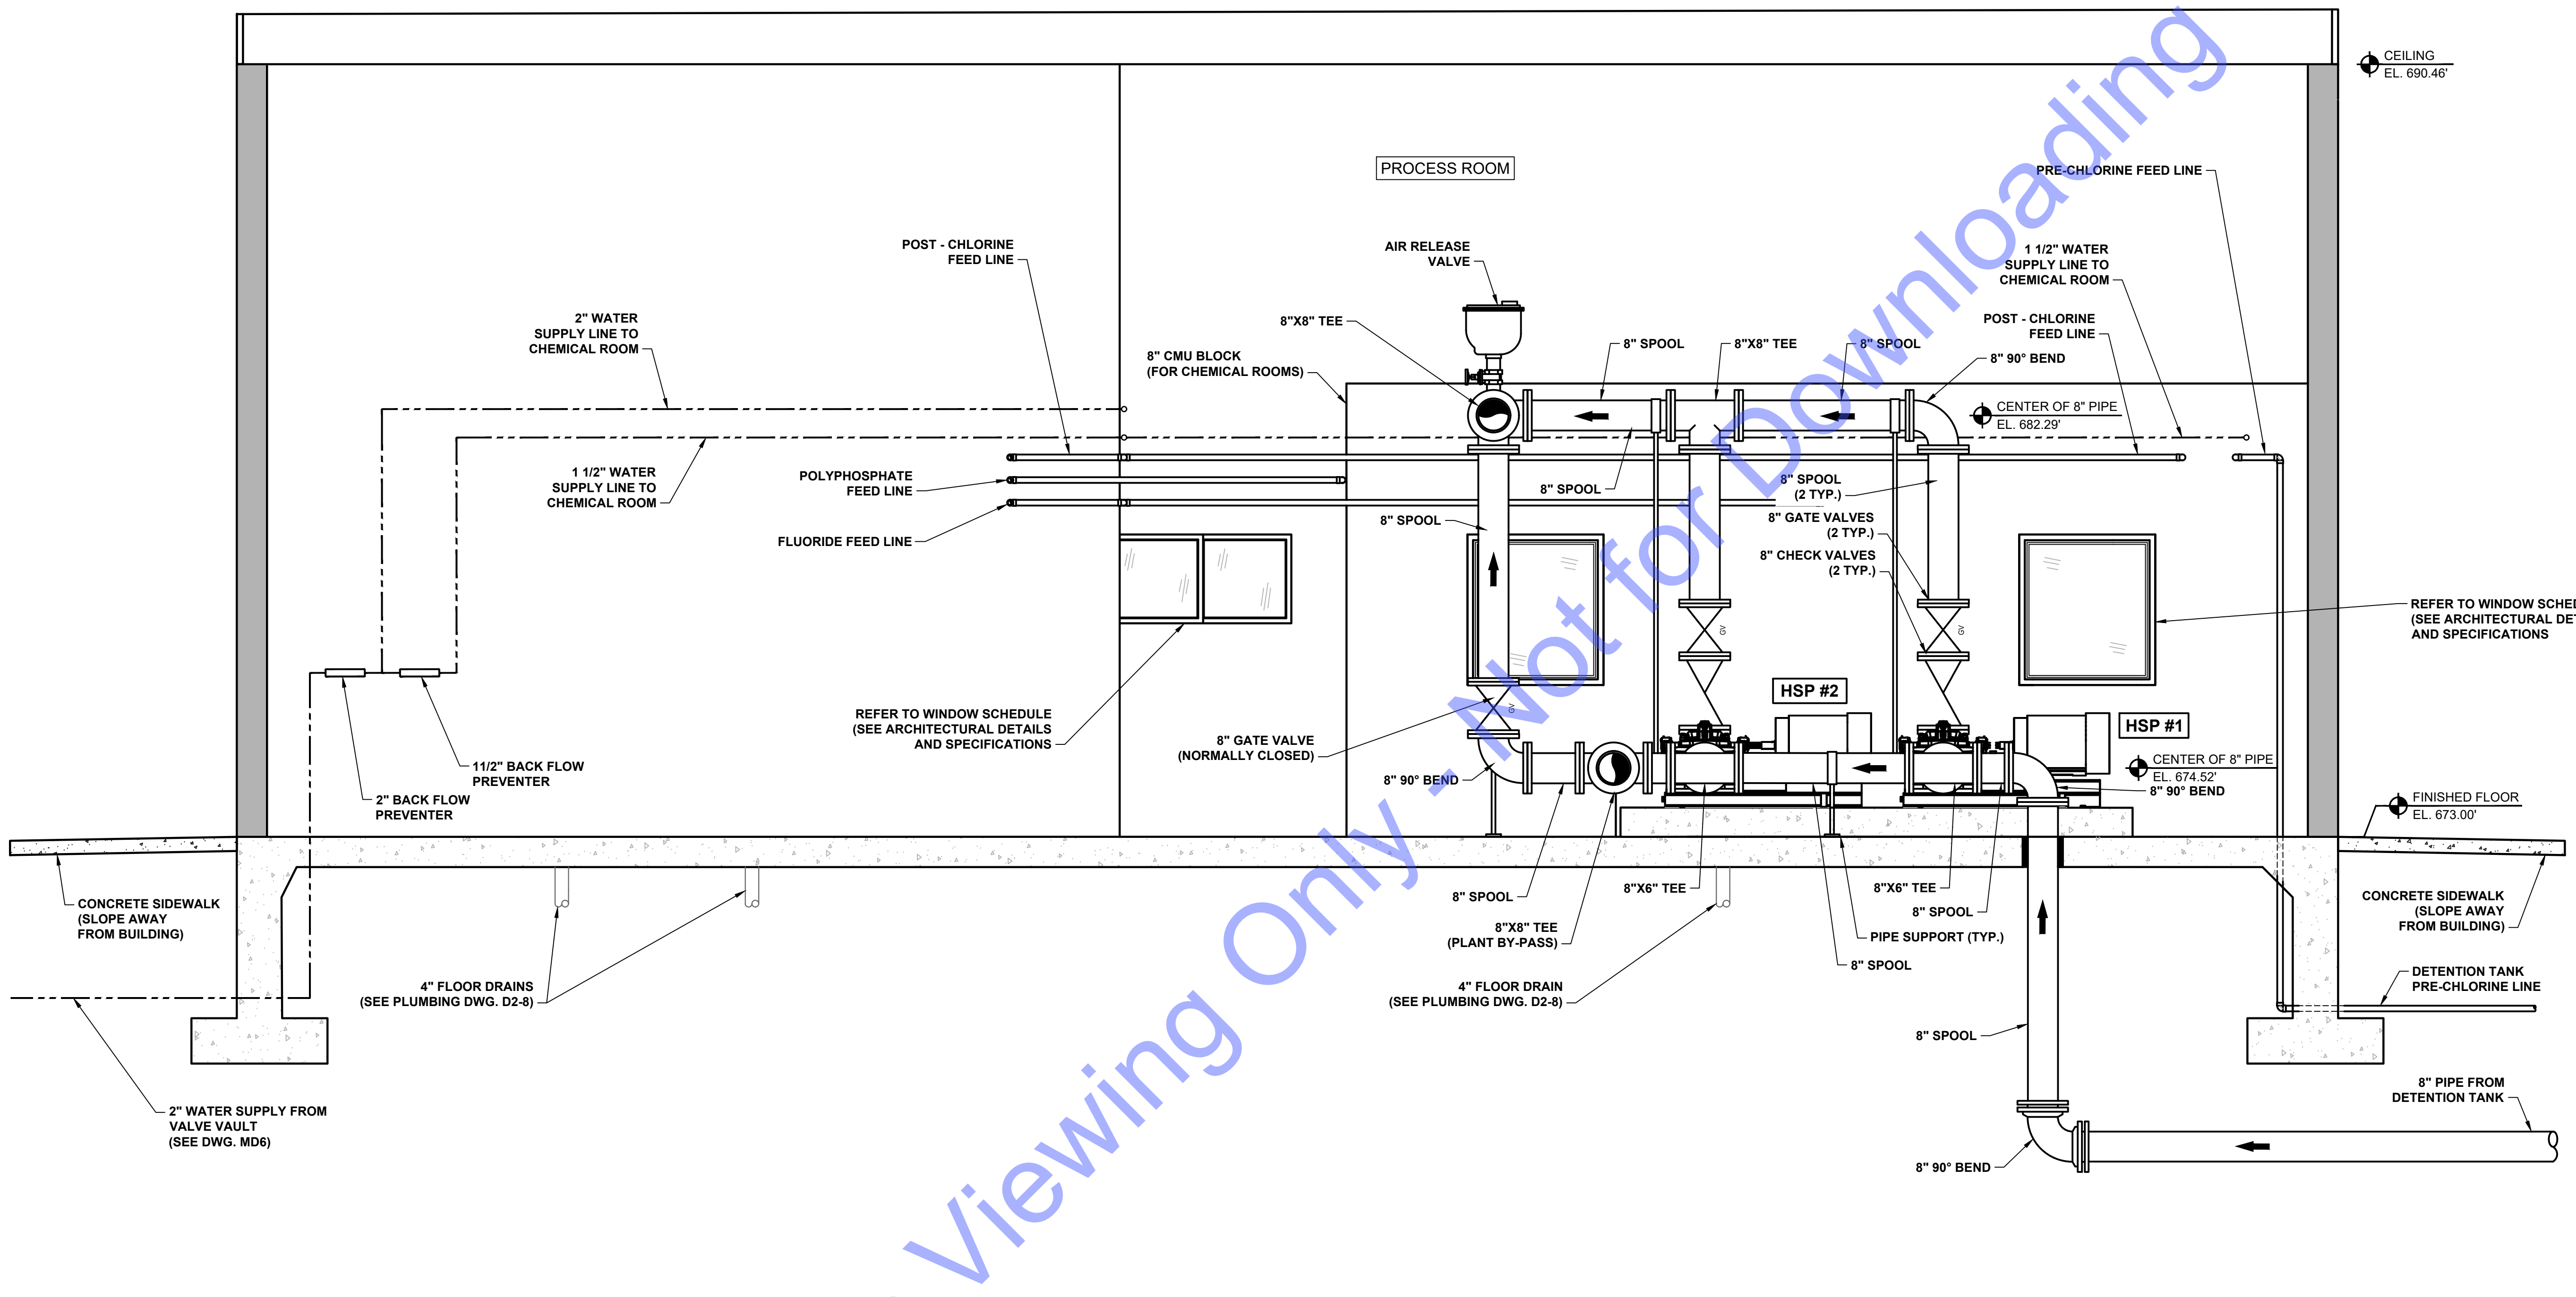 CEILING
EL. 690.46'
PROCESS ROOM
PRE-CHLORINE FEED LINE
POST - CHLORINE
FEED LINE
AIR RELEASE
VALVE
1 1/2" WATER
SUPPLY LINE TO
CHEMICAL ROOM
2" WATER
SUPPLY LINE TO
CHEMICAL ROOM
8"X8" TEE
POST - CHLORINE
FEED LINE
8" CMU BLOCK
(FOR CHEMICAL ROOMS)
8" SPOOL
8"X8" TEE
8" SPOOL
8" 90° BEND
CENTER OF 8" PIPE
EL. 682.29'
1 1/2" WATER
SUPPLY LINE TO
CHEMICAL ROOM
POLYPHOSPHATE
FEED LINE
8" SPOOL
8" SPOOL
(2 TYP.)
FLUORIDE FEED LINE
8" SPOOL
8" GATE VALVES
(2 TYP.)
8" CHECK VALVES
(2 TYP.)
REFER TO WINDOW SCHED
(SEE ARCHITECTURAL DET
AND SPECIFICATIONS
GV
GV
HSP #2
HSP #1
REFER TO WINDOW SCHEDULE
(SEE ARCHITECTURAL DETAILS
AND SPECIFICATIONS
GV
8" GATE VALVE
(NORMALLY CLOSED)
11/2" BACK FLOW
PREVENTER
8" 90° BEND
CENTER OF 8" PIPE
EL. 674.52'
8" 90° BEND
2" BACK FLOW
PREVENTER
FINISHED FLOOR
EL. 673.00'
CONCRETE SIDEWALK
(SLOPE AWAY
FROM BUILDING)
8" SPOOL
8"X6" TEE
8"X6" TEE
8" SPOOL
CONCRETE SIDEWALK
(SLOPE AWAY
FROM BUILDING)
8"X8" TEE
(PLANT BY-PASS)
PIPE SUPPORT (TYP.)
8" SPOOL
4" FLOOR DRAINS
(SEE PLUMBING DWG. D2-8)
4" FLOOR DRAIN
(SEE PLUMBING DWG. D2-8)
DETENTION TANK
PRE-CHLORINE LINE
8" SPOOL
2" WATER SUPPLY FROM
VALVE VAULT
(SEE DWG. MD6)
8" PIPE FROM
DETENTION TANK
8" 90° BEND
Viewing Only - Not for Downloading